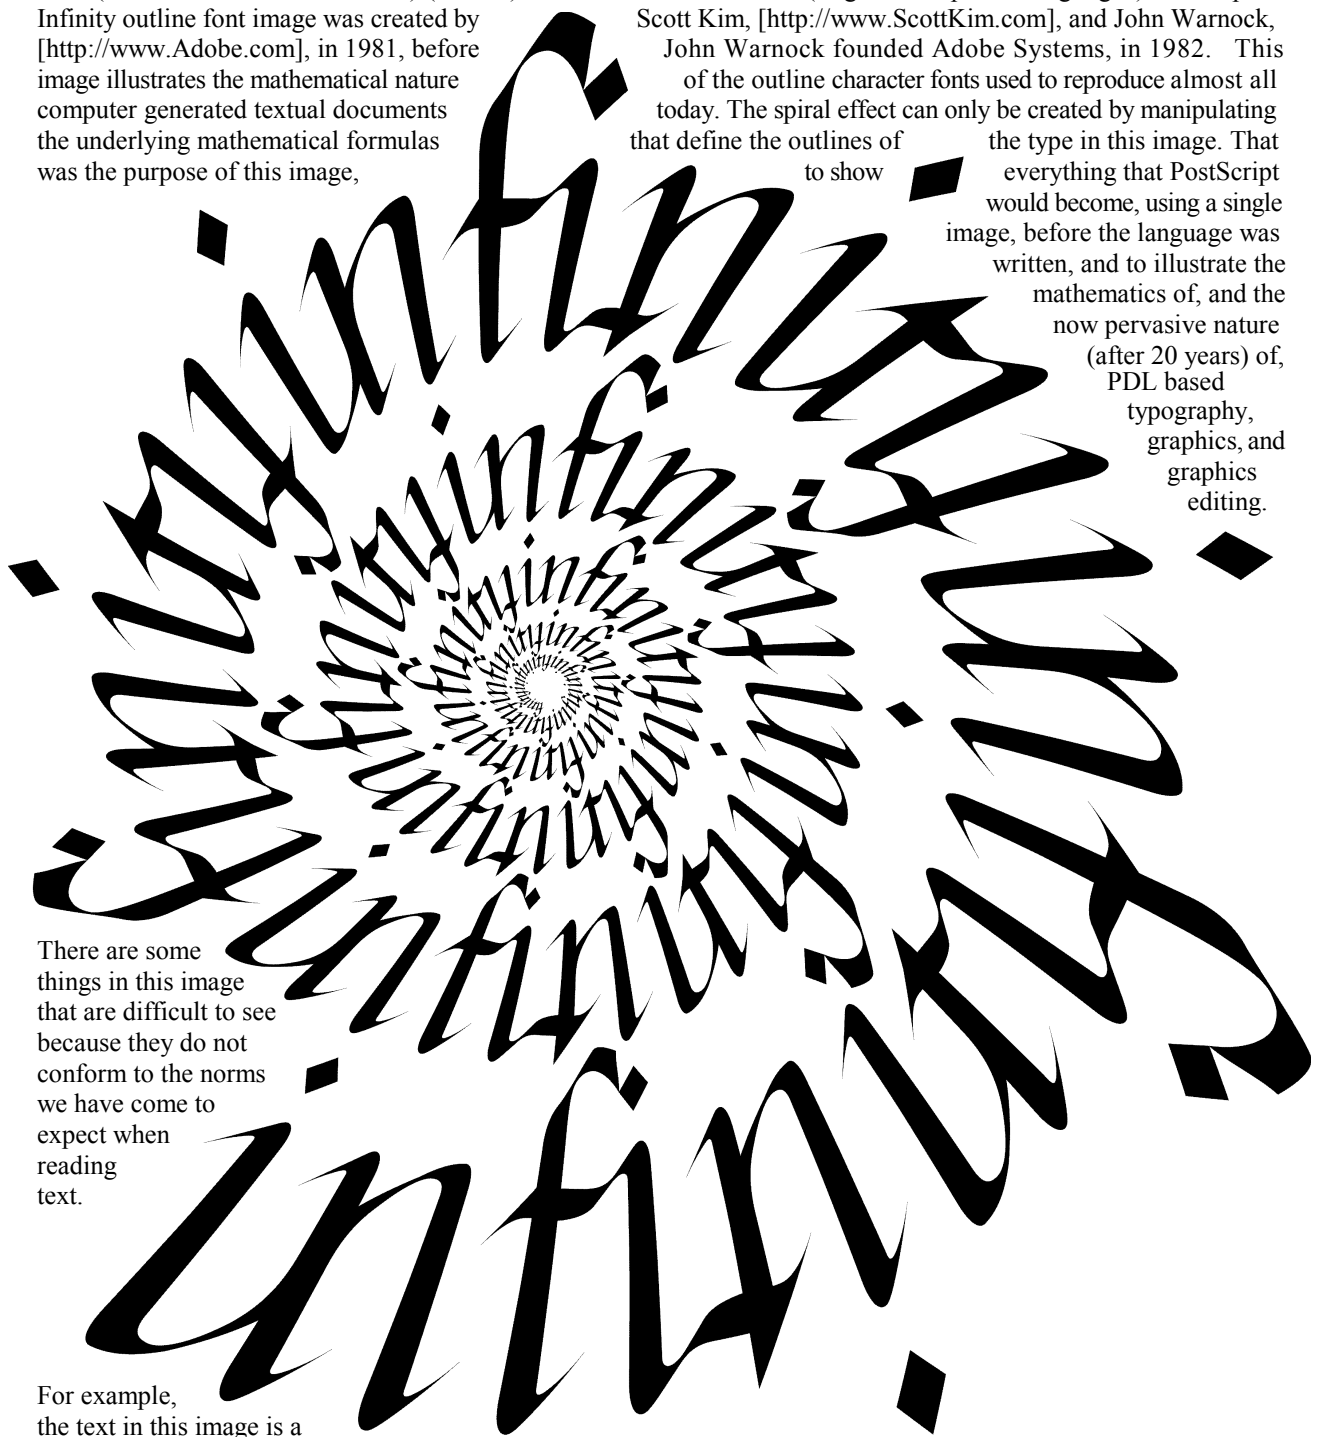 Infinity outline font image was created by Scott Kim, [http://www.ScottKim.com], and John Warnock,
[http://www.Adobe.com], in 1981, before John Warnock founded Adobe Systems, in 1982. This
image illustrates the mathematical nature of the outline character fonts used to reproduce almost all
computer generated textual documents today. The spiral effect can only be created by manipulating
the underlying mathematical formulas that define the outlines of the type in this image. That
was the purpose of this image, to show everything that PostScript
would become, using a single
image, before the language was
written, and to illustrate the
mathematics of, and the
now pervasive nature
(after 20 years) of,
PDL based
typography,
graphics, and
graphics
editing.
infinity
infinity
infinity
infinity
infinity
infinity
infinity
infinity
There are some
things in this image
that are difficult to see
because they do not
conform to the norms
we have come to
expect when
reading
text.
For example,
the text in this image is a